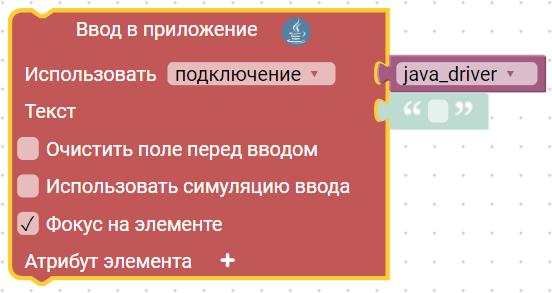 Ввод в приложение
Использовать подключение java_driver
Текст “ ”
Очистить поле перед вводом
Использовать симуляцию ввода
Фокус на элементе
Атрибут элемента +